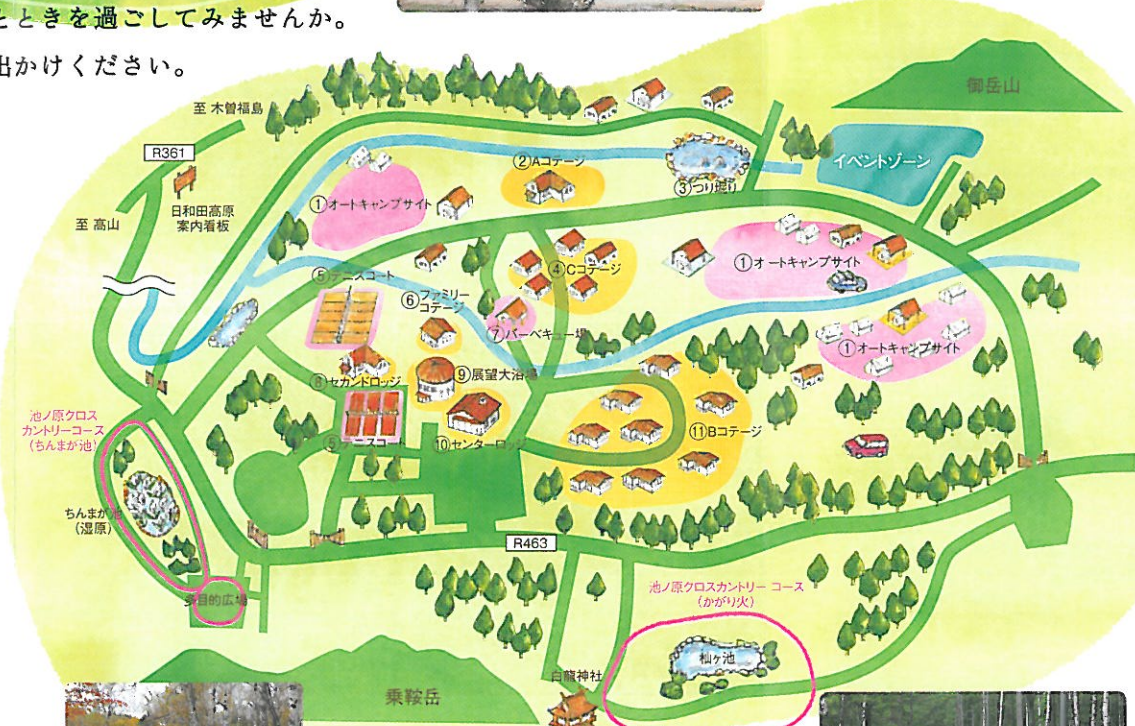 とときを過ごしてみませんか。
出かけください。
御岳山
至 木曽福島
R361
日和田高原
案内看板
至 高山
①オートキャンプサイト
②Aコテージ
③つり堀り
イベントゾーン
④Cコテージ
①オートキャンプサイト
⑤テニスコート
⑥ファミリー
コテージ
⑦バーベキュー場
①オートキャンプサイト
⑧セカンドロッジ
⑨展望大浴場
⑤テニスコート
⑩センターロッジ
⑪Bコテージ
池ノ原クロス
カントリーコース
(ちんまが池)
ちんまが池
(湿原)
R463
多目的広場
池ノ原クロスカントリー コース
(かがり火)
杣ヶ池
白龍神社
乗鞍岳